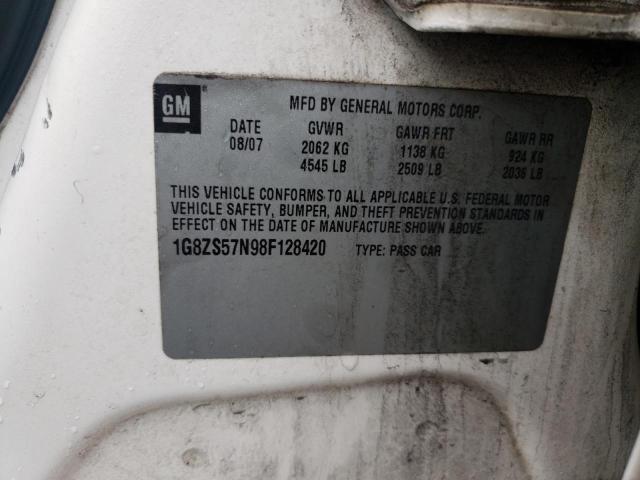 GM ®
MFD BY GENERAL MOTORS CORP.
DATE GVWR GAWR FRT GAWR RR
08/07 2062 KG 1138 KG 924 KG
4545 LB 2509 LB 2036 LB
THIS VEHICLE CONFORMS TO ALL APPLICABLE U.S. FEDERAL MOTOR
VEHICLE SAFETY, BUMPER, AND THEFT PREVENTION STANDARDS IN
EFFECT ON THE DATE OF MANUFACTURE SHOWN ABOVE.
1G8ZS57N98F128420 TYPE: PASS CAR